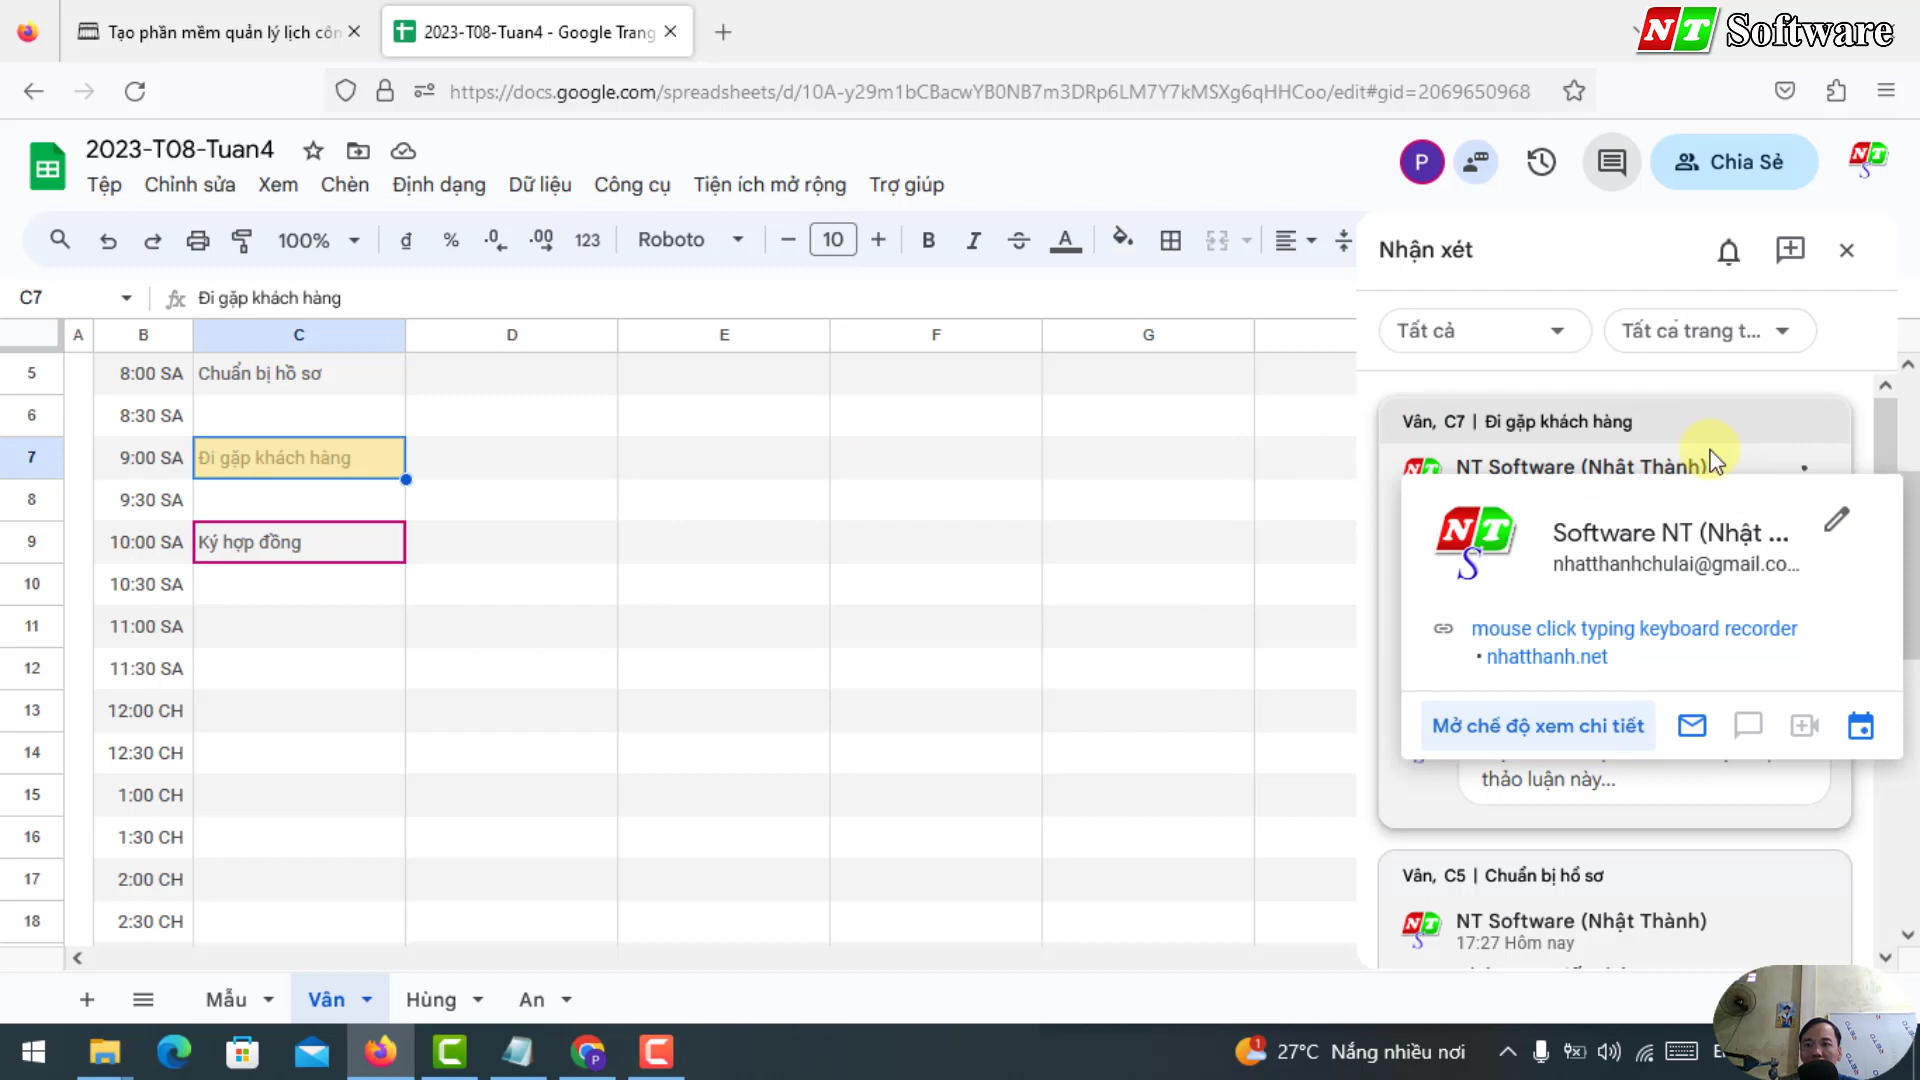 Tạo phần mềm quản lý lịch côn
2023-T08-Tuan4 - Google Trang
NT Software
https://docs.google.com/spreadsheets/d/10A-y29m1bCBacwYB0NB7m3DRp6LM7Y7kMSXg6qHHCoo/edit#gid=2069650968
2023-T08-Tuan4
P
Chia Sẻ
NT S
Tệp Chỉnh sửa Xem Chèn Định dạng Dữ liệu Công cụ Tiện ích mở rộng Trợ giúp
100% đ % .0 .00 123 Roboto 10 B I S A
Nhận xét
C7 fx Đi gặp khách hàng
Tất cả
Tất cả trang t...
A B C D E F G
5 8:00 SA Chuẩn bị hồ sơ
6 8:30 SA
7 9:00 SA Đi gặp khách hàng
8 9:30 SA
9 10:00 SA Ký hợp đồng
10 10:30 SA
11 11:00 SA
12 11:30 SA
13 12:00 CH
14 12:30 CH
15 1:00 CH
16 1:30 CH
17 2:00 CH
18 2:30 CH
Vân, C7 | Đi gặp khách hàng
NT Software (Nhật Thành)
NT S
Software NT (Nhật ...
nhatthanhchulai@gmail.co...
mouse click typing keyboard recorder
• nhatthanh.net
Mở chế độ xem chi tiết
thảo luận này...
Vân, C5 | Chuẩn bị hồ sơ
NT S
NT Software (Nhật Thành)
17:27 Hôm nay
Mẫu Vân Hùng An
1
P
27°C Nắng nhiều nơi